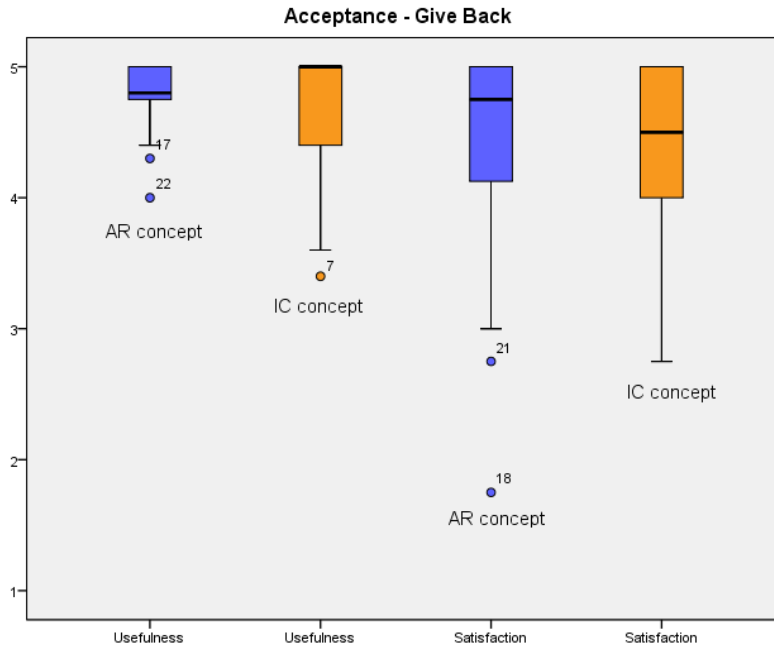 Acceptance - Give Back
5
17
22
4
AR concept
7
IC concept
3
21
IC concept
2
18
AR concept
1
Usefulness Usefulness Satisfaction Satisfaction